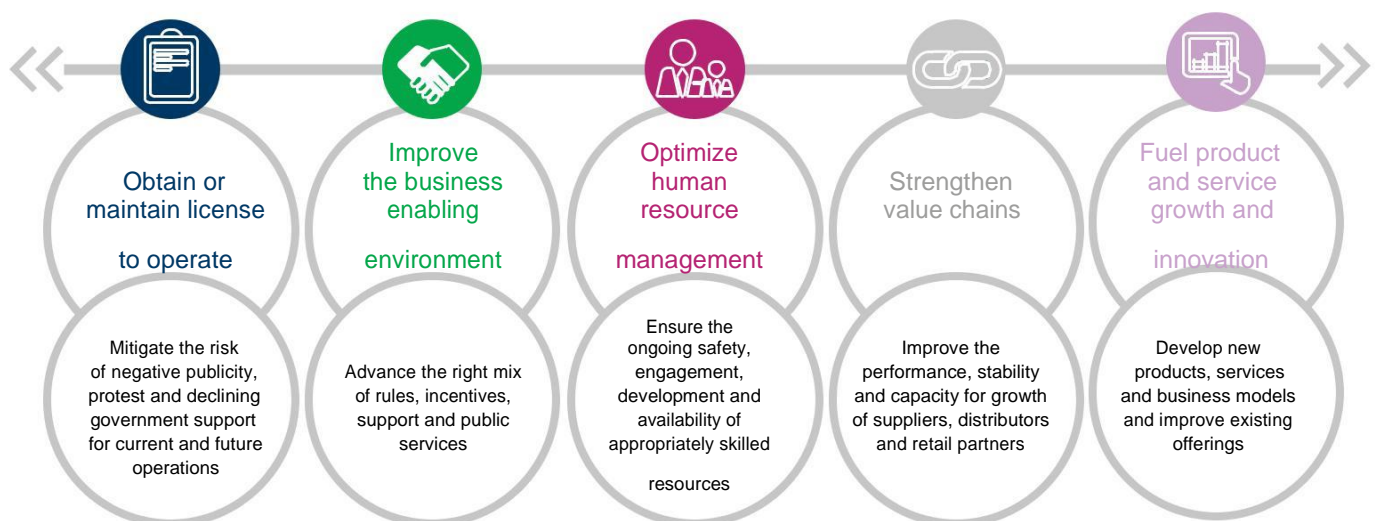 Obtain or
maintain license
to operate
Improve
the business
enabling
environment
Optimize
human
resource
management
Strengthen
value chains
Fuel product
and service
growth and
innovation
Mitigate the risk
of negative publicity,
protest and declining
government support
for current and future
operations
Advance the right mix
of rules, incentives,
support and public
services
Ensure the
ongoing safety,
engagement,
development and
availability of
appropriately skilled
resources
Improve the
performance, stability
and capacity for growth
of suppliers, distributors
and retail partners
Develop new
products, services
and business models
and improve existing
offerings